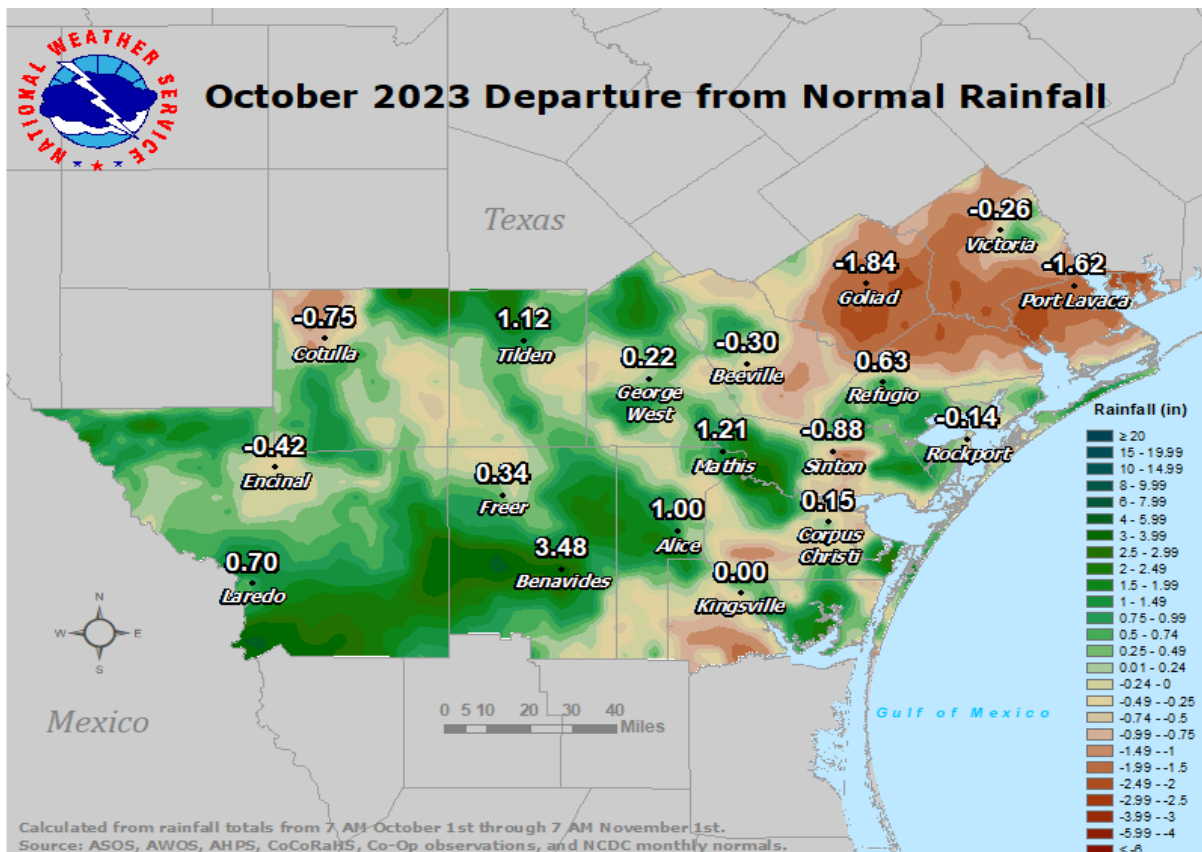 NATIONAL WEATHER SERVICE
October 2023 Departure from Normal Rainfall
Texas
-0.26
Victoria
-1.84
Goliad
-1.62
Port Lavaca
-0.75
Cotulla
1.12
Tilden
0.22
George
West
-0.30
Beeville
0.63
Refugio
-0.42
Encinal
0.34
Freer
1.21
Mathis
-0.88
Sinton
-0.14
Rockport
1.00
Alice
0.15
Corpus
Christi
0.70
Laredo
3.48
Benavides
0.00
Kingsville
Rainfall (in)
≥ 20
15 - 19.99
10 - 14.99
8 - 9.99
6 - 7.99
4 - 5.99
3 - 3.99
2.5 - 2.99
2 - 2.49
1.5 - 1.99
1 - 1.49
0.75 - 0.99
0.5 - 0.74
0.25 - 0.49
0.01 - 0.24
-0.24 - 0
-0.49 - -0.25
-0.74 - -0.5
-0.99 - -0.75
-1.49 - -1
-1.99 - -1.5
-2.49 - -2
-2.99 - -2.5
-3.99 - -3
-5.99 - -4
< -6
N
W E
S
Mexico
0 5 10 20 30 40
Miles
Gulf of Mexico
Calculated from rainfall totals from 7 AM October 1st through 7 AM November 1st.
Source: ASOS, AWOS, AHPS, CoCoRaHS, Co-Op observations, and NCDC monthly normals.